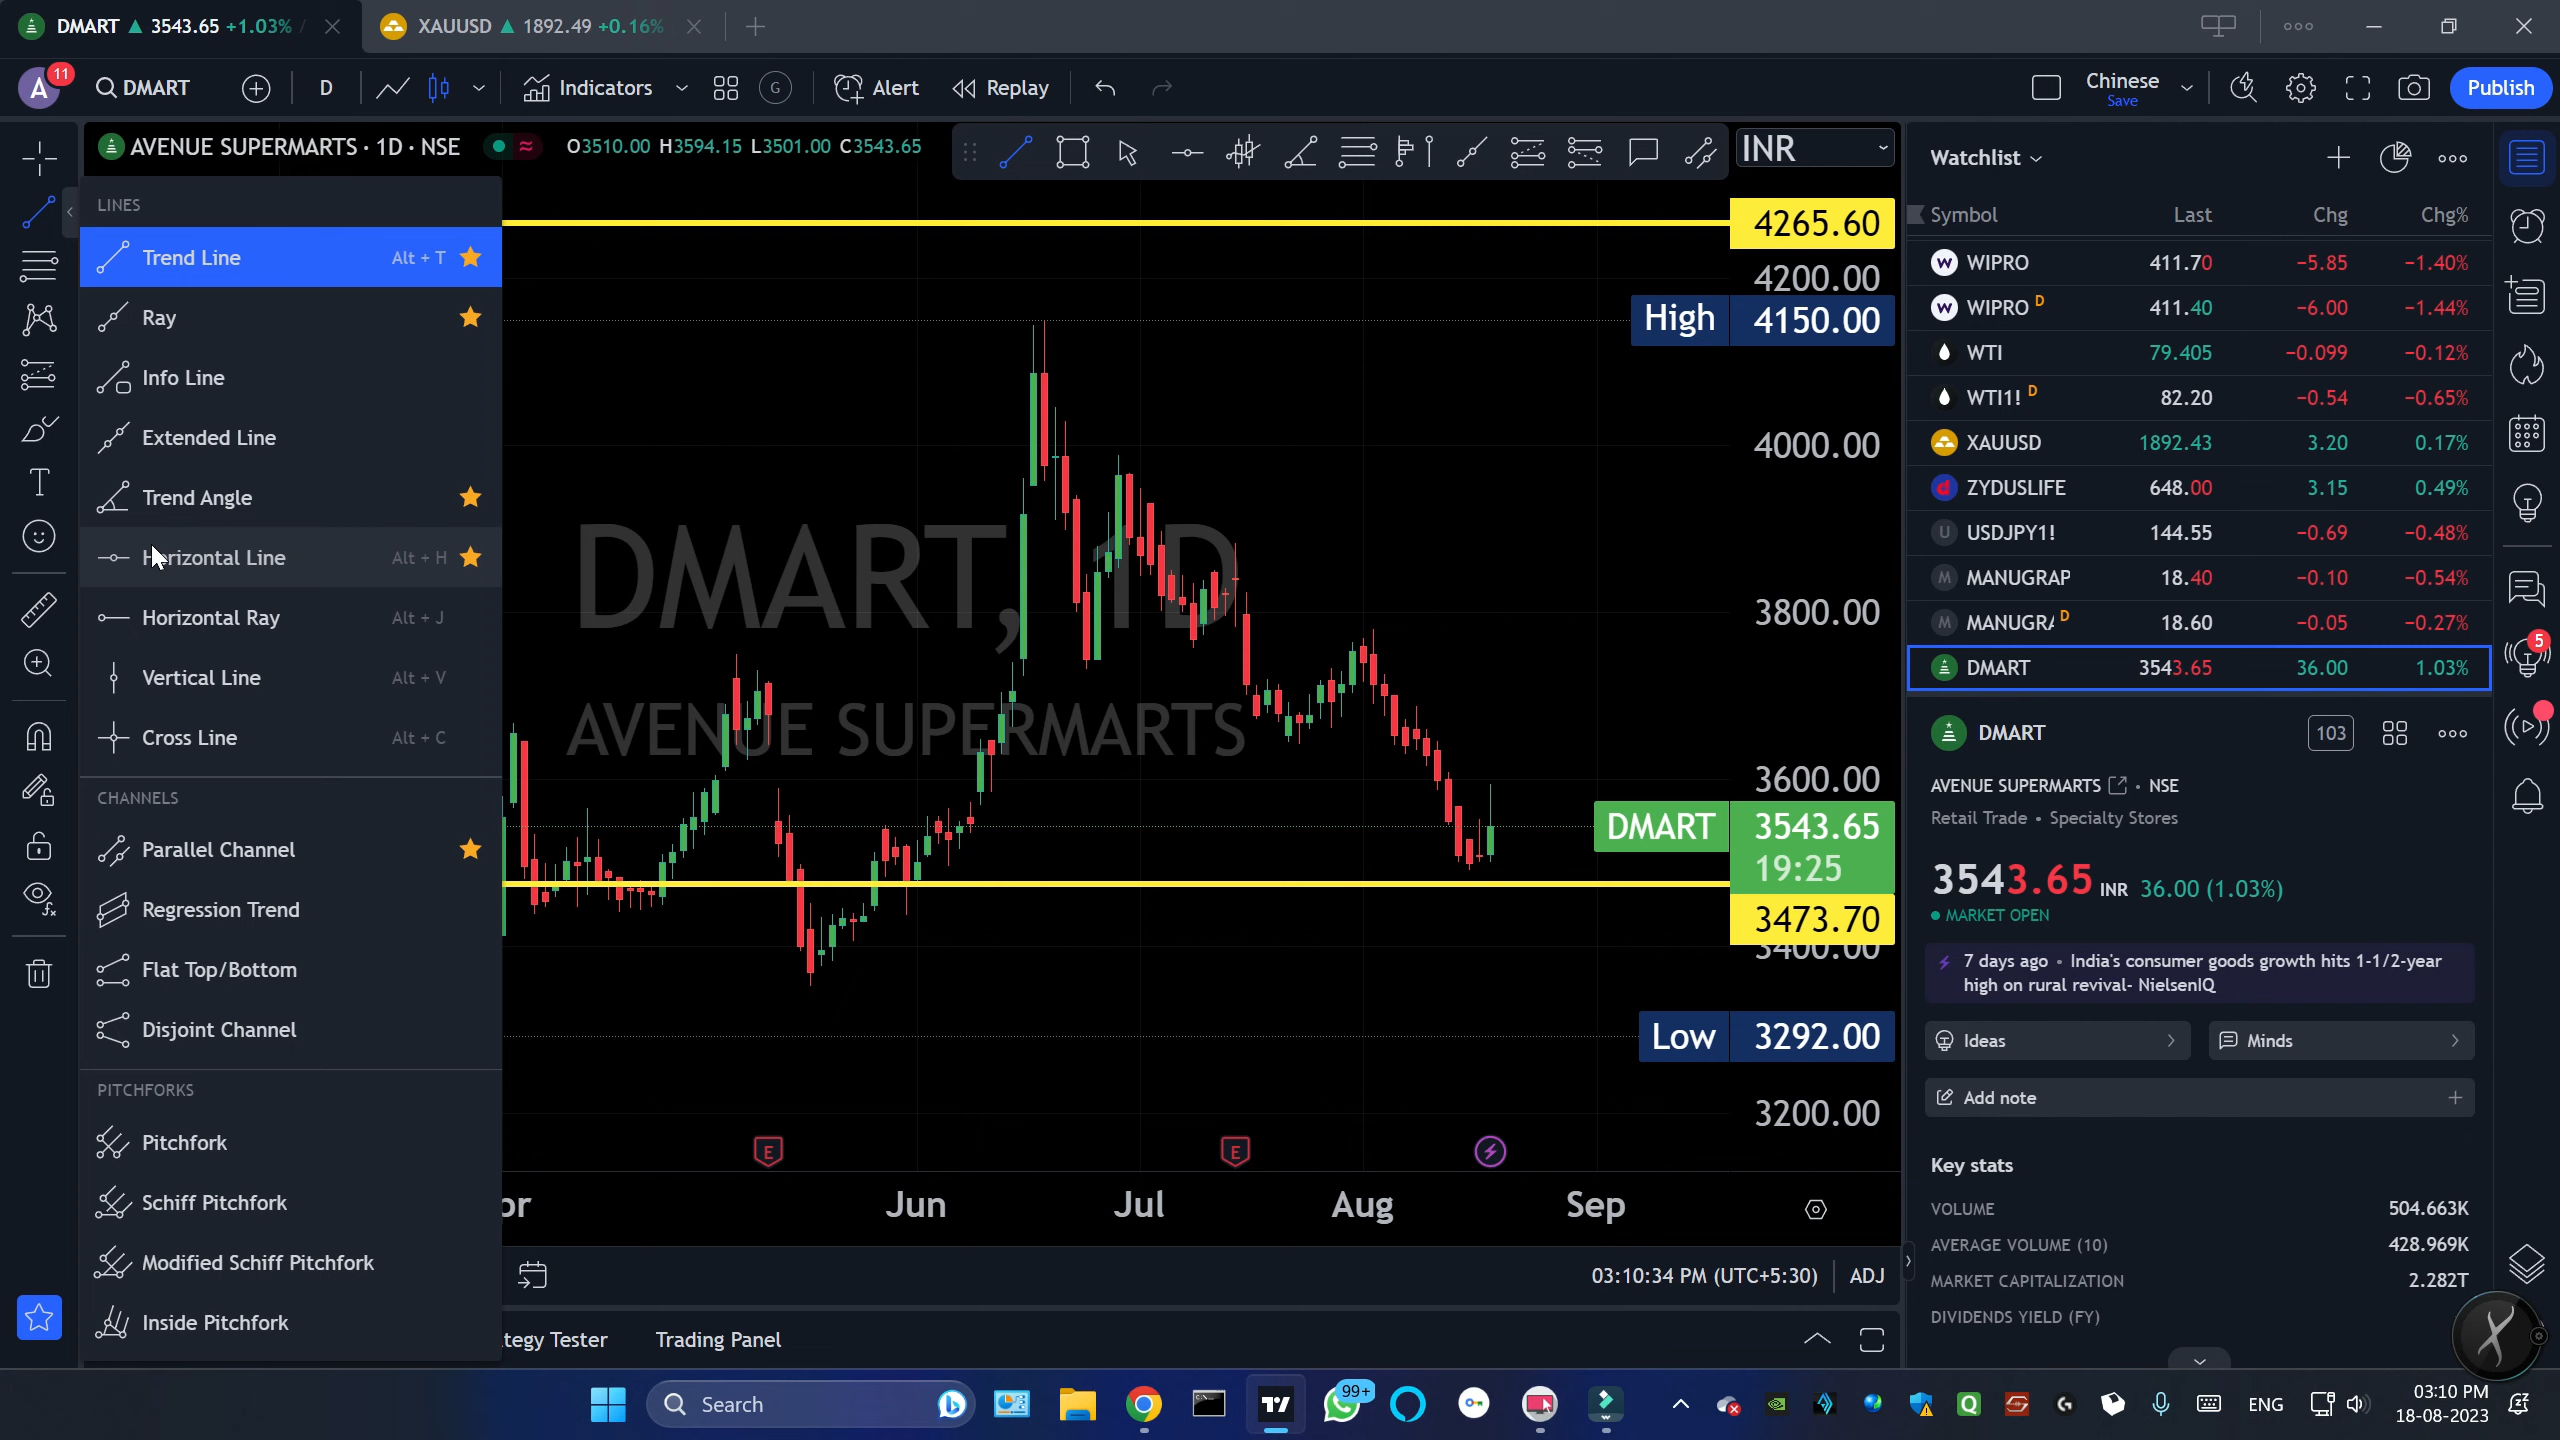 DMART ▲ 3543.65 +1.03% /
XAUUSD ▲ 1892.49 +0.16%
A
11
DMART
D
Indicators
G
Alert
Replay
Chinese
Save
Publish
AVENUE SUPERMARTS · 1D · NSE
O3510.00 H3594.15 L3501.00 C3543.65
INR
LINES
Trend Line Alt + T
Ray
Info Line
Extended Line
Trend Angle
Horizontal Line Alt + H
Horizontal Ray Alt + J
Vertical Line Alt + V
Cross Line Alt + C
CHANNELS
Parallel Channel
Regression Trend
Flat Top/Bottom
Disjoint Channel
PITCHFORKS
Pitchfork
Schiff Pitchfork
Modified Schiff Pitchfork
Inside Pitchfork
DMART, 1D
AVENUE SUPERMARTS
4265.60
4200.00
High 4150.00
4000.00
3800.00
3600.00
DMART 3543.65
19:25
3473.70
3400.00
Low 3292.00
3200.00
E
E
pr Jun Jul Aug Sep
03:10:34 PM (UTC+5:30) ADJ
tegy Tester Trading Panel
Watchlist
Symbol Last Chg Chg%
WIPRO 411.70 −5.85 −1.40%
WIPRO D 411.40 −6.00 −1.44%
WTI 79.405 −0.099 −0.12%
WTI1! D 82.20 −0.54 −0.65%
XAUUSD 1892.43 3.20 0.17%
ZYDUSLIFE 648.00 3.15 0.49%
U USDJPY1! 144.55 −0.69 −0.48%
M MANUGRAP 18.40 −0.10 −0.54%
M MANUGRA D 18.60 −0.05 −0.27%
DMART 3543.65 36.00 1.03%
5
DMART
103
AVENUE SUPERMARTS • NSE
Retail Trade • Specialty Stores
3543.65 INR 36.00 (1.03%)
MARKET OPEN
7 days ago • India's consumer goods growth hits 1-1/2-year
high on rural revival- NielsenIQ
Ideas
Minds
Add note
Key stats
VOLUME 504.663K
AVERAGE VOLUME (10) 428.969K
MARKET CAPITALIZATION 2.282T
DIVIDENDS YIELD (FY)
Search
99+
ENG
03:10 PM
18-08-2023